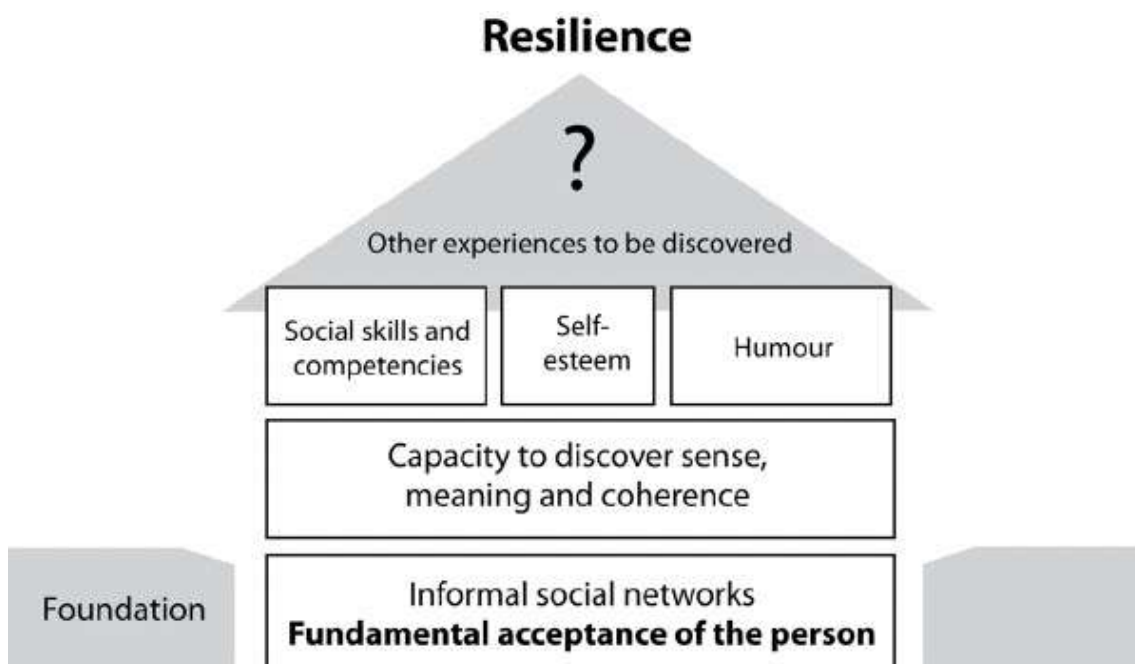 Resilience
?
Other experiences to be discovered
Social skills and
competencies
Self-
esteem
Humour
Capacity to discover sense,
meaning and coherence
Foundation
Informal social networks
Fundamental acceptance of the person